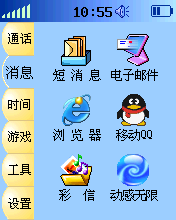 10:55
通话
消息
时间
游戏
工具
设置
短消息 电子邮件
浏览器 移动QQ
彩信 动感无限